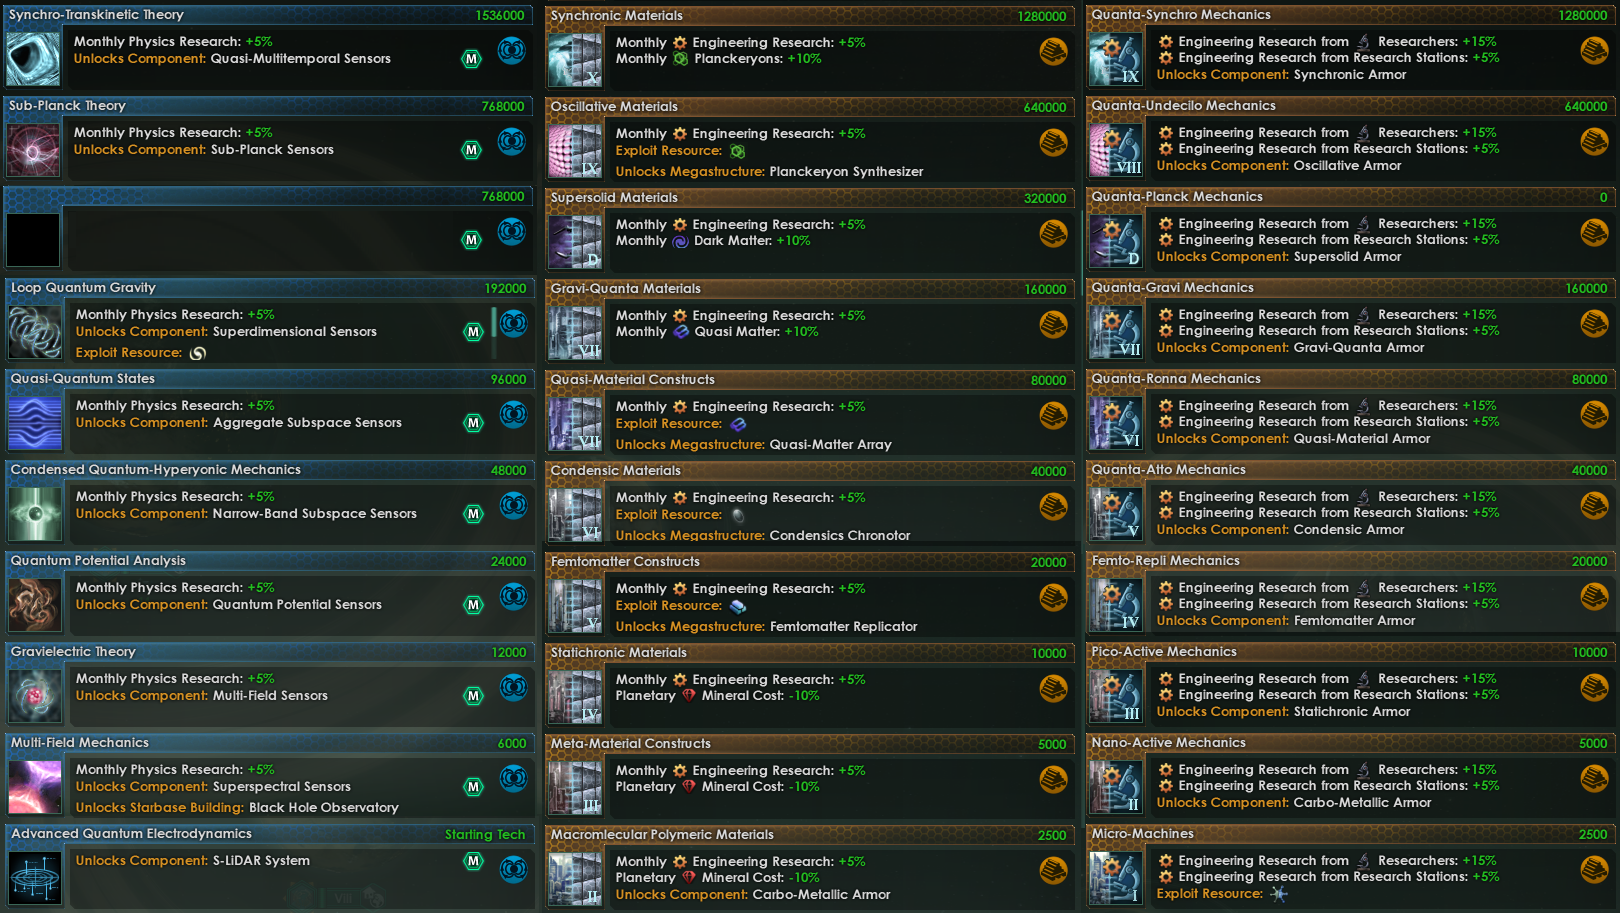 Synchro-Transkinetic Theory 1536000
Monthly Physics Research: +5%
Unlocks Component: Quasi-Multitemporal Sensors
M
Sub-Planck Theory 768000
Monthly Physics Research: +5%
Unlocks Component: Sub-Planck Sensors
M
768000
M
Loop Quantum Gravity 192000
Monthly Physics Research: +5%
Unlocks Component: Superdimensional Sensors
Exploit Resource:
M
Quasi-Quantum States 96000
Monthly Physics Research: +5%
Unlocks Component: Aggregate Subspace Sensors
M
Condensed Quantum-Hyperyonic Mechanics 48000
Monthly Physics Research: +5%
Unlocks Component: Narrow-Band Subspace Sensors
M
Quantum Potential Analysis 24000
Monthly Physics Research: +5%
Unlocks Component: Quantum Potential Sensors
M
Gravielectric Theory 12000
Monthly Physics Research: +5%
Unlocks Component: Multi-Field Sensors
M
Multi-Field Mechanics 6000
Monthly Physics Research: +5%
Unlocks Component: Superspectral Sensors
Unlocks Starbase Building: Black Hole Observatory
M
Advanced Quantum Electrodynamics Starting Tech
Unlocks Component: S-LiDAR System
M
VIII
Synchronic Materials 1280000
Monthly Engineering Research: +5%
Monthly Planckeryons: +10%
X
Oscillative Materials 640000
Monthly Engineering Research: +5%
Exploit Resource:
Unlocks Megastructure: Planckeryon Synthesizer
IX
Supersolid Materials 320000
Monthly Engineering Research: +5%
Monthly Dark Matter: +10%
D
Gravi-Quanta Materials 160000
Monthly Engineering Research: +5%
Monthly Quasi Matter: +10%
VII
Quasi-Material Constructs 80000
Monthly Engineering Research: +5%
Exploit Resource:
Unlocks Megastructure: Quasi-Matter Array
VII
Condensic Materials 40000
Monthly Engineering Research: +5%
Exploit Resource:
Unlocks Megastructure: Condensics Chronotor
VI
Femtomatter Constructs 20000
Monthly Engineering Research: +5%
Exploit Resource:
Unlocks Megastructure: Femtomatter Replicator
V
Statichronic Materials 10000
Monthly Engineering Research: +5%
Planetary Mineral Cost: -10%
IV
Meta-Material Constructs 5000
Monthly Engineering Research: +5%
Planetary Mineral Cost: -10%
III
Macromlecular Polymeric Materials 2500
Monthly Engineering Research: +5%
Planetary Mineral Cost: -10%
Unlocks Component: Carbo-Metallic Armor
II
Quanta-Synchro Mechanics 1280000
Engineering Research from Researchers: +15%
Engineering Research from Research Stations: +5%
Unlocks Component: Synchronic Armor
IX
Quanta-Undecilo Mechanics 640000
Engineering Research from Researchers: +15%
Engineering Research from Research Stations: +5%
Unlocks Component: Oscillative Armor
VIII
Quanta-Planck Mechanics 0
Engineering Research from Researchers: +15%
Engineering Research from Research Stations: +5%
Unlocks Component: Supersolid Armor
D
Quanta-Gravi Mechanics 160000
Engineering Research from Researchers: +15%
Engineering Research from Research Stations: +5%
Unlocks Component: Gravi-Quanta Armor
VII
Quanta-Ronna Mechanics 80000
Engineering Research from Researchers: +15%
Engineering Research from Research Stations: +5%
Unlocks Component: Quasi-Material Armor
VI
Quanta-Atto Mechanics 40000
Engineering Research from Researchers: +15%
Engineering Research from Research Stations: +5%
Unlocks Component: Condensic Armor
V
Femto-Repli Mechanics 20000
Engineering Research from Researchers: +15%
Engineering Research from Research Stations: +5%
Unlocks Component: Femtomatter Armor
IV
Pico-Active Mechanics 10000
Engineering Research from Researchers: +15%
Engineering Research from Research Stations: +5%
Unlocks Component: Statichronic Armor
III
Nano-Active Mechanics 5000
Engineering Research from Researchers: +15%
Engineering Research from Research Stations: +5%
Unlocks Component: Carbo-Metallic Armor
II
Micro-Machines 2500
Engineering Research from Researchers: +15%
Engineering Research from Research Stations: +5%
Exploit Resource:
I